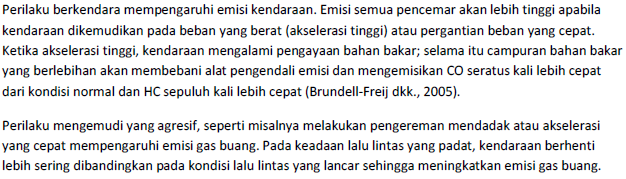 Perilaku berkendara mempengaruhi emisi kendaraan. Emisi semua pencemar akan lebih tinggi apabila
kendaraan dikemudikan pada beban yang berat (akselerasi tinggi) atau pergantian beban yang cepat.
Ketika akselerasi tinggi, kendaraan mengalami pengayaan bahan bakar; selama itu campuran bahan bakar
yang berlebihan akan membebani alat pengendali emisi dan mengemisikan CO seratus kali lebih cepat
dari kondisi normal dan HC sepuluh kali lebih cepat (Brundell-Freij dkk., 2005).
Perilaku mengemudi yang agresif, seperti misalnya melakukan pengereman mendadak atau akselerasi
yang cepat mempengaruhi emisi gas buang. Pada keadaan lalu lintas yang padat, kendaraan berhenti
lebih sering dibandingkan pada kondisi lalu lintas yang lancar sehingga meningkatkan emisi gas buang.